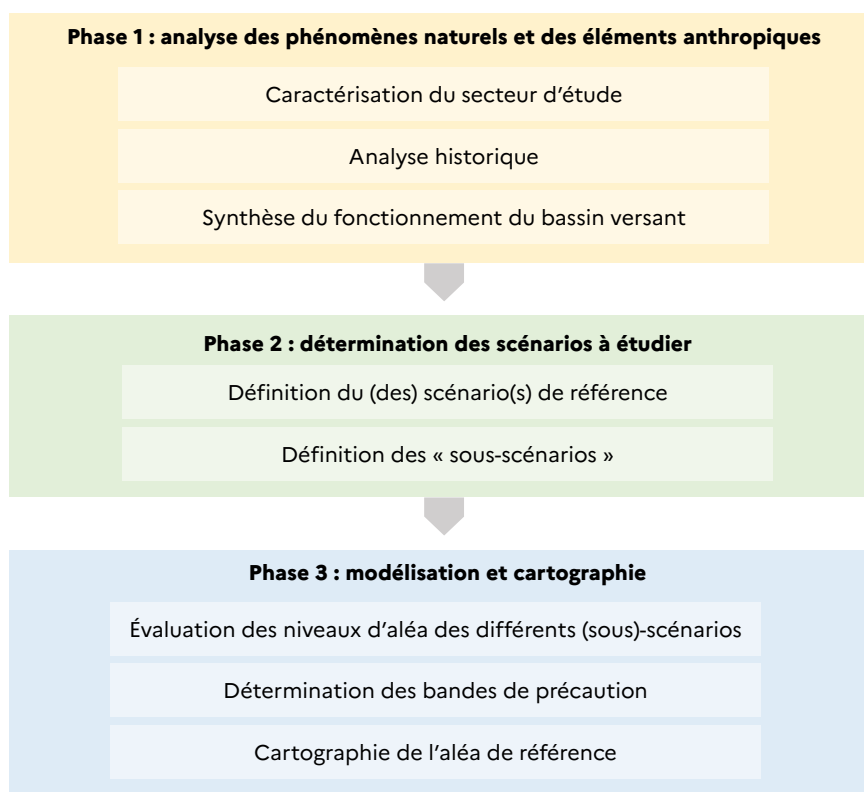 Phase 1 : analyse des phénomènes naturels et des éléments anthropiques
Caractérisation du secteur d’étude
Analyse historique
Synthèse du fonctionnement du bassin versant
Phase 2 : détermination des scénarios à étudier
Définition du (des) scénario(s) de référence
Définition des « sous-scénarios »
Phase 3 : modélisation et cartographie
Évaluation des niveaux d’aléa des différents (sous)-scénarios
Détermination des bandes de précaution
Cartographie de l’aléa de référence